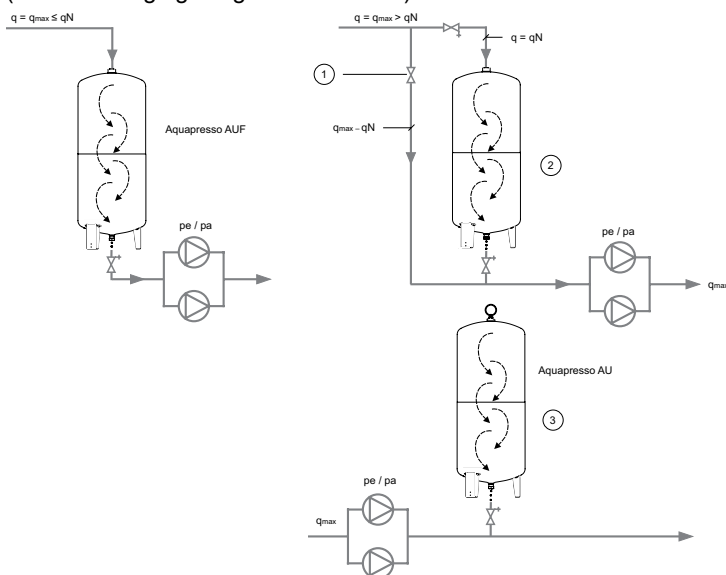 q = qmax ≤ qN
Aquapresso AUF
pe / pa
q = qmax > qN
q = qN
1
qmax – qN
2
pe / pa
qmax
Aquapresso AU
3
pe / pa
qmax